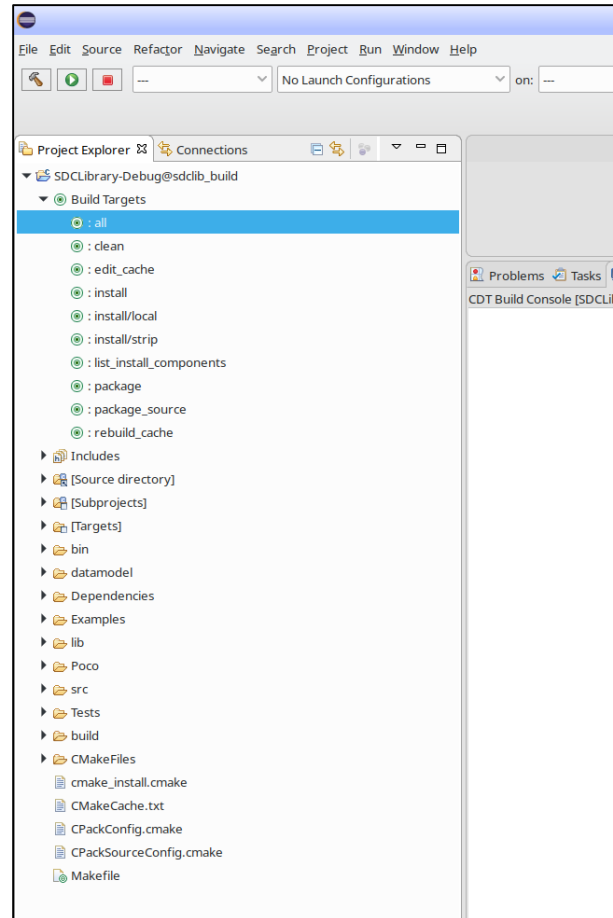 File Edit Source Refactor Navigate Search Project Run Window Help
--- No Launch Configurations on: ---
Project Explorer Connections
SDCLibrary-Debug@sdclib_build
Build Targets
: all
: clean
: edit_cache
: install
: install/local
: install/strip
: list_install_components
: package
: package_source
: rebuild_cache
Includes
[Source directory]
[Subprojects]
[Targets]
bin
datamodel
Dependencies
Examples
lib
Poco
src
Tests
build
CMakeFiles
cmake_install.cmake
CMakeCache.txt
CPackConfig.cmake
CPackSourceConfig.cmake
Makefile
Problems Tasks
CDT Build Console [SDCLi